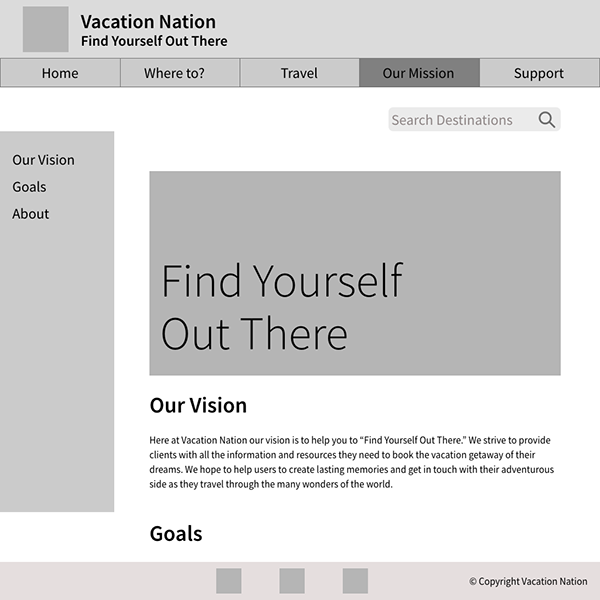 Vacation Nation
Find Yourself Out There
Home Where to? Travel Our Mission Support
Search Destinations
Our Vision
Goals
About
Find Yourself
Out There
Our Vision
Here at Vacation Nation our vision is to help you to “Find Yourself Out There.” We strive to provide
clients with all the information and resources they need to book the vacation getaway of their
dreams. We hope to help users to create lasting memories and get in touch with their adventurous
side as they travel through the many wonders of the world.
Goals
© Copyright Vacation Nation